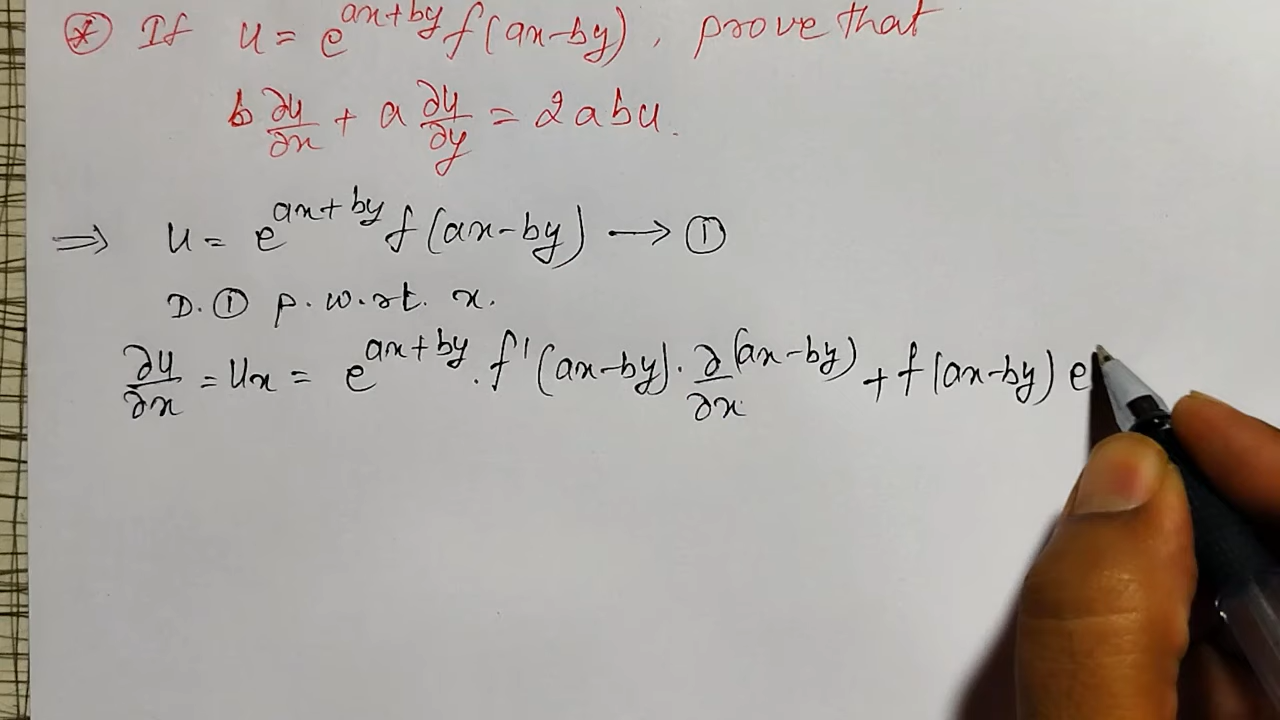 ⊛ If u = e^{ax+by} f(ax-by), prove that
b ∂u/∂x + a ∂u/∂y = 2abu.
⇒ u = e^{ax+by} f(ax-by) → ①
D. ① p.w.r.t. x.
∂u/∂x = ux = e^{ax+by} . f'(ax-by) . ∂/∂x (ax-by) + f(ax-by) e